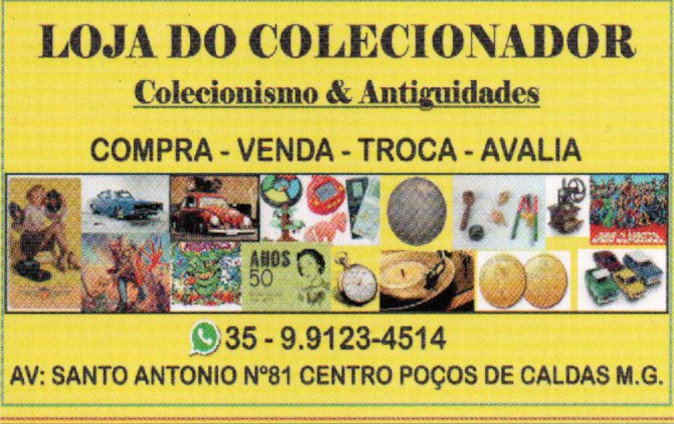 LOJA DO COLECIONADOR
Colecionismo & Antiguidades
COMPRA - VENDA - TROCA - AVALIA
ANOS
50
35 - 9.9123-4514
AV: SANTO ANTONIO Nº81 CENTRO POÇOS DE CALDAS M.G.